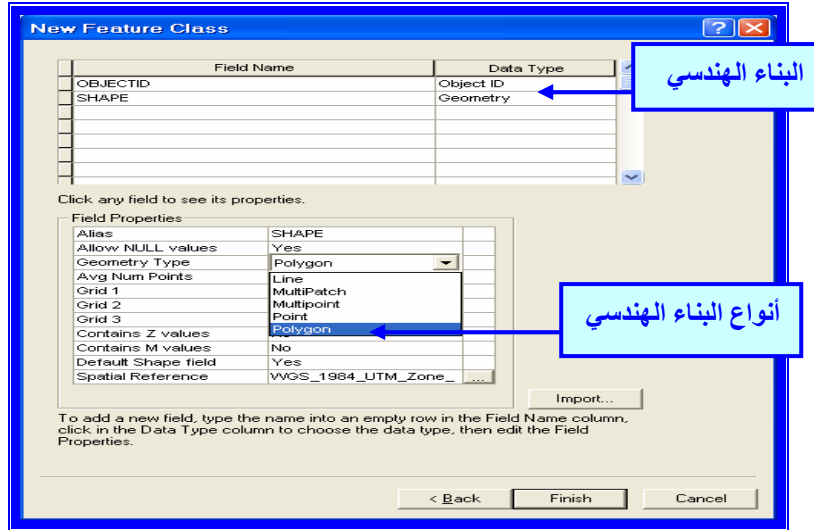 New Feature Class
Field Name Data Type
البناء الهندسي
OBJECTID Object ID
SHAPE Geometry
Click any field to see its properties.
Field Properties
Alias SHAPE
Allow NULL values Yes
Geometry Type Polygon
Avg Num Points
Line
Grid 1 MultiPatch
Grid 2 Multipoint
Grid 3 Point
أنواع البناء الهندسي
Contains Z values Polygon
Contains M values No
Default Shape field Yes
Spatial Reference WGS_1984_UTM_Zone_ ...
Import...
To add a new field, type the name into an empty row in the Field Name column,
click in the Data Type column to choose the data type, then edit the Field
Properties.
< Back Finish Cancel